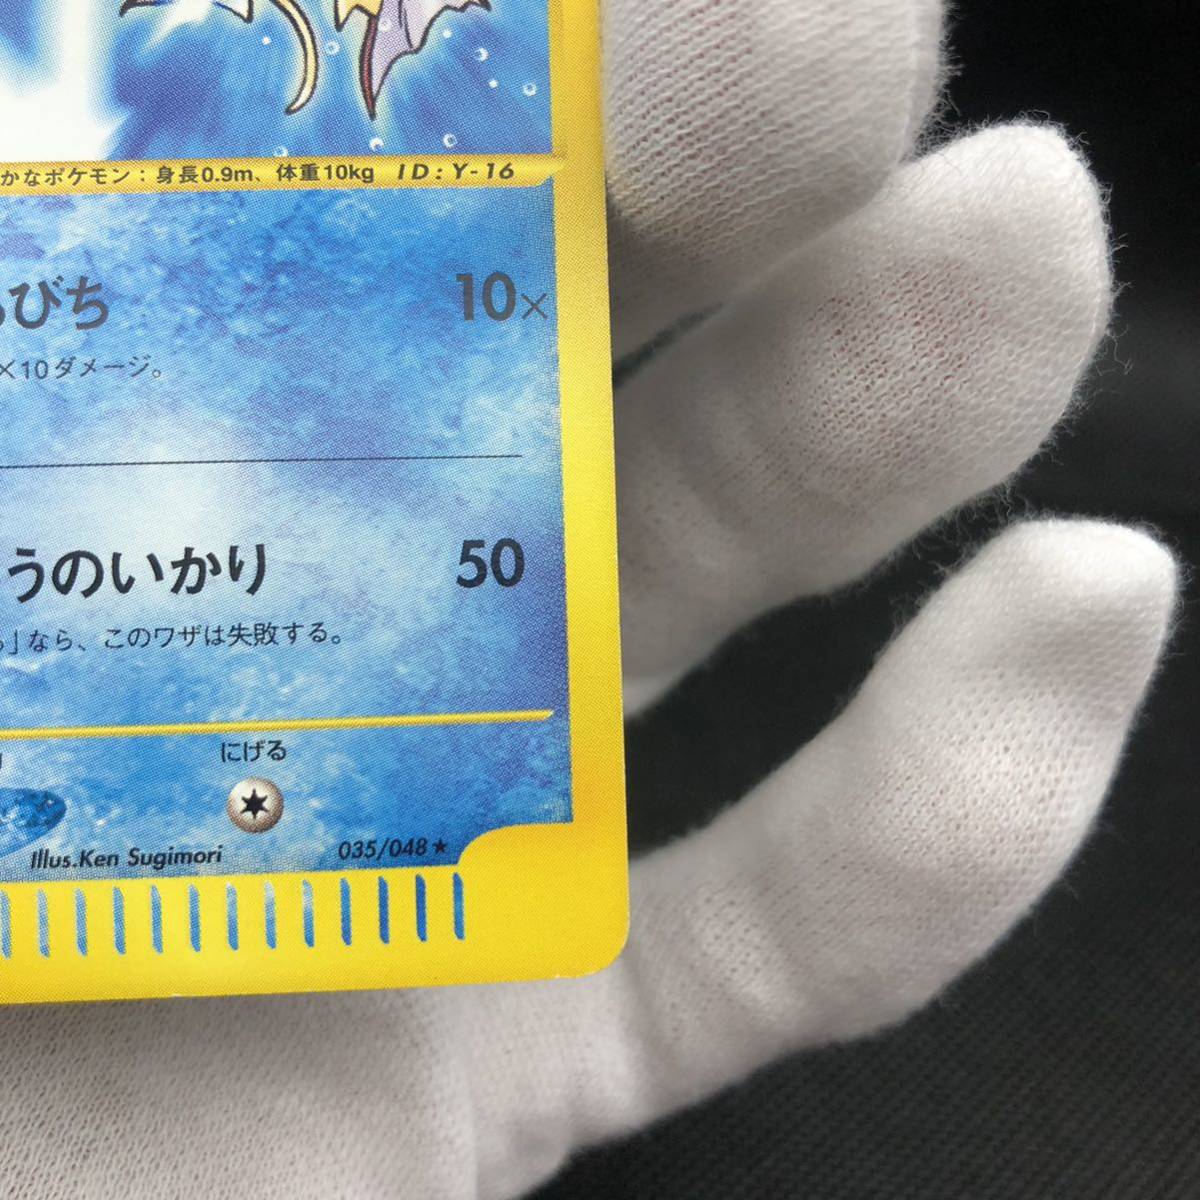 かなポケモン：身長0.9m、体重10kg ID：Y-16
びち 10×
×10ダメージ。
うのいかり 50
」なら、このワザは失敗する。
にげる
Illus.Ken Sugimori 035/048★